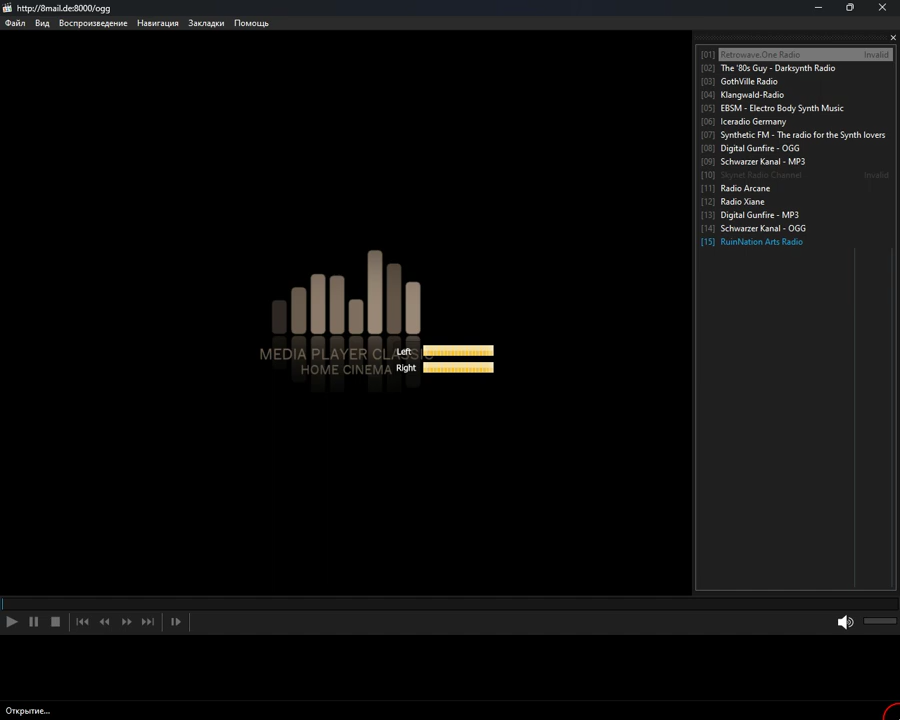 http://8mail.de:8000/ogg
Файл Вид Воспроизведение Навигация Закладки Помощь
[01] Retrowave.One Radio Invalid
[02] The '80s Guy - Darksynth Radio
[03] GothVille Radio
[04] Klangwald-Radio
[05] EBSM - Electro Body Synth Music
[06] Iceradio Germany
[07] Synthetic FM - The radio for the Synth lovers
[08] Digital Gunfire - OGG
[09] Schwarzer Kanal - MP3
[10] Skynet Radio Channel Invalid
[11] Radio Arcane
[12] Radio Xiane
[13] Digital Gunfire - MP3
[14] Schwarzer Kanal - OGG
[15] RuinNation Arts Radio
MEDIA PLAYER CLASSIC
HOME CINEMA
Left
Right
Открытие...